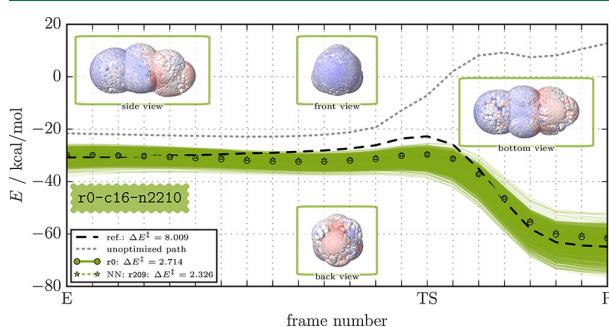 20
0
−20
−40
−60
−80
E / kcal/mol
side view
front view
bottom view
back view
r0-c16-n2210
ref.: ΔE‡ = 8.009
unoptimized path
r0: ΔE‡ = 2.714
NN: r209: ΔE‡ = 2.326
E
TS
P
frame number